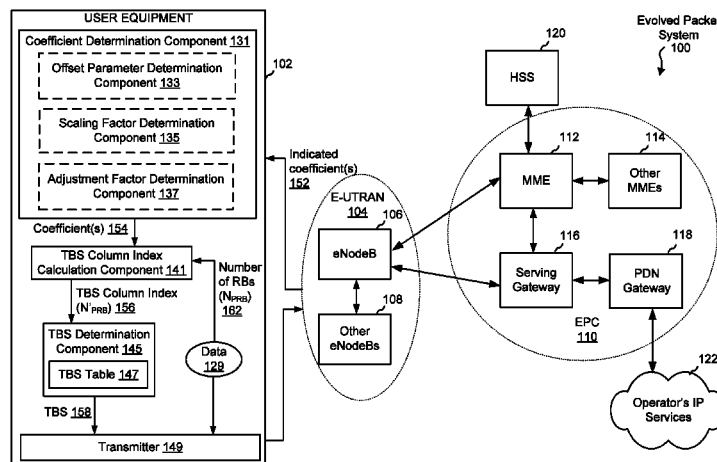 USER EQUIPMENT
Coefficient Determination Component 131
Offset Parameter Determination
Component 133
Scaling Factor Determination
Component 135
Adjustment Factor Determination
Component 137
Coefficient(s) 154
TBS Column Index
Calculation Component 141
TBS Column Index
(N'PRB) 156
TBS Determination
Component 145
TBS Table 147
TBS 158
Number
of RBs
(NPRB)
162
Data
129
Transmitter 149
102
Indicated
coefficient(s)
152
E-UTRAN
104
106
eNodeB
108
Other
eNodeBs
120
HSS
Evolved Packet
System
100
112
MME
114
Other
MMEs
116
Serving
Gateway
118
PDN
Gateway
EPC
110
122
Operator's IP
Services